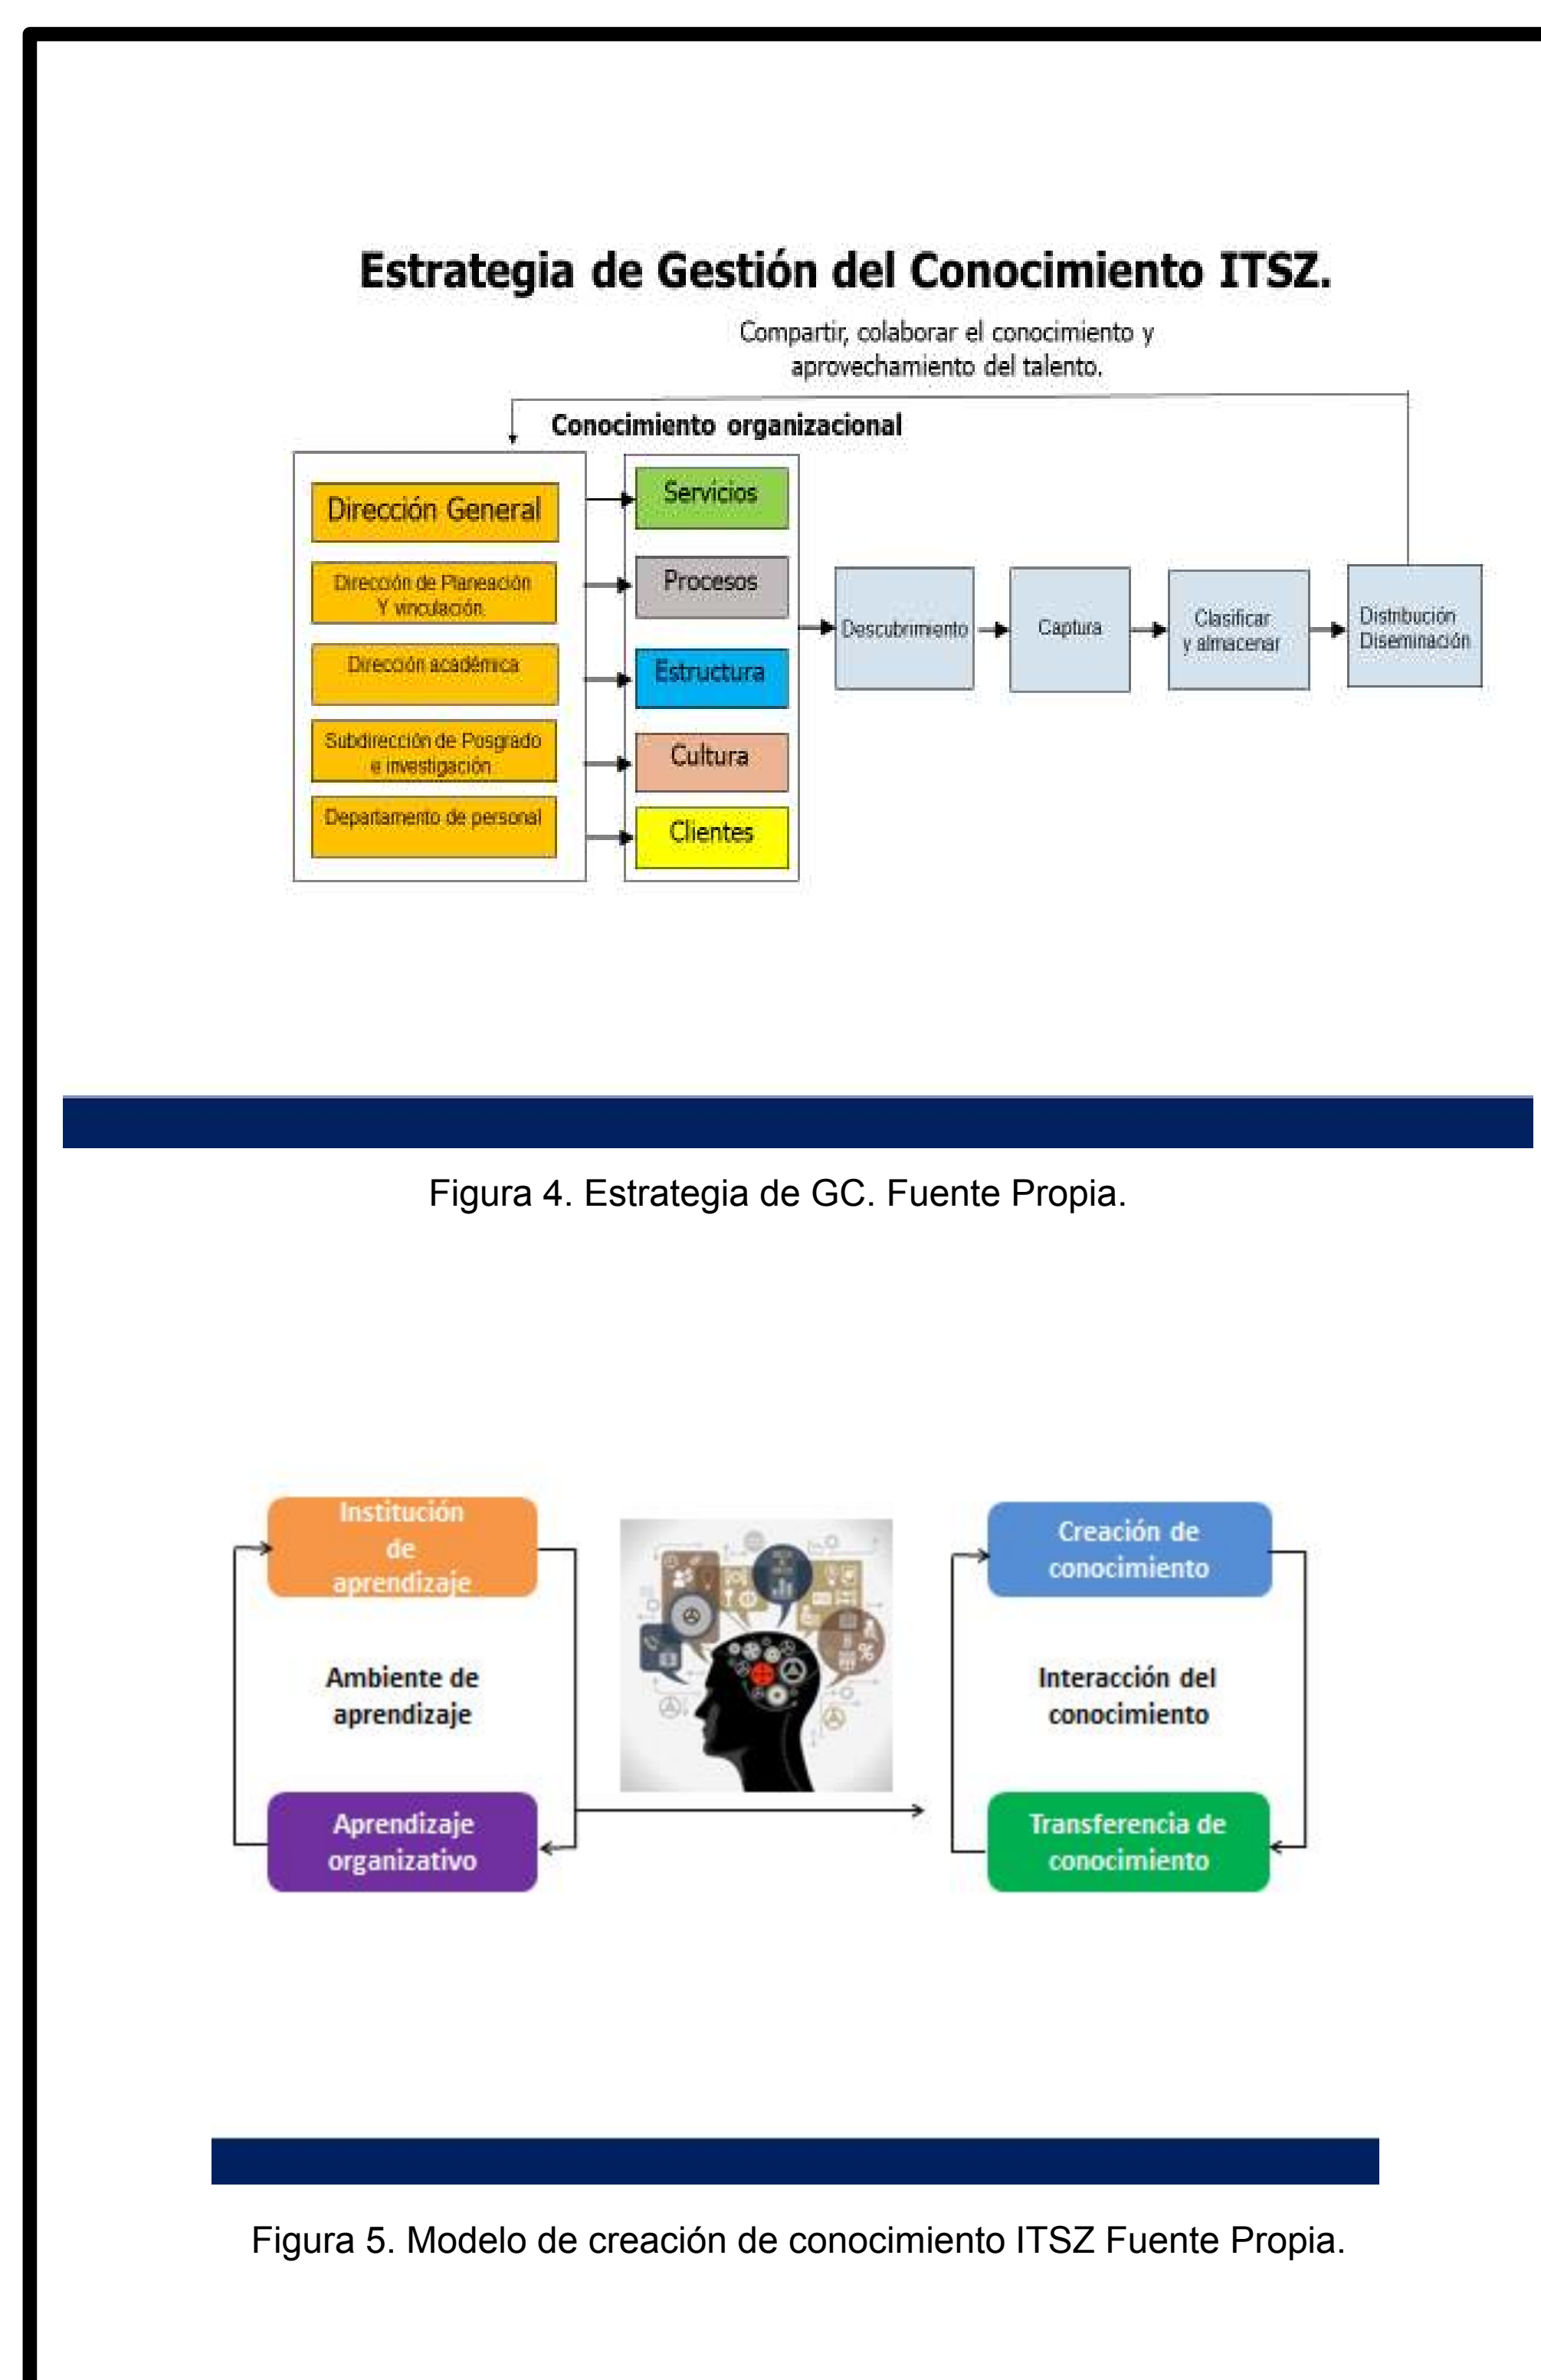 Estrategia de Gestión del Conocimiento ITSZ.
Compartir, colaborar el conocimiento y
aprovechamiento del talento.
Conocimiento organizacional
Dirección General
Dirección de Planeación
Y vinculación.
Dirección académica
Subdirección de Posgrado
e investigación
Departamento de personal
Servicios
Procesos
Estructura
Cultura
Clientes
Descubrimiento
Captura
Clasificar
y almacenar
Distribución
Diseminación
Figura 4. Estrategia de GC. Fuente Propia.
Institución
de
aprendizaje
Ambiente de
aprendizaje
Aprendizaje
organizativo
Creación de
conocimiento
Interacción del
conocimiento
Transferencia de
conocimiento
Figura 5. Modelo de creación de conocimiento ITSZ Fuente Propia.